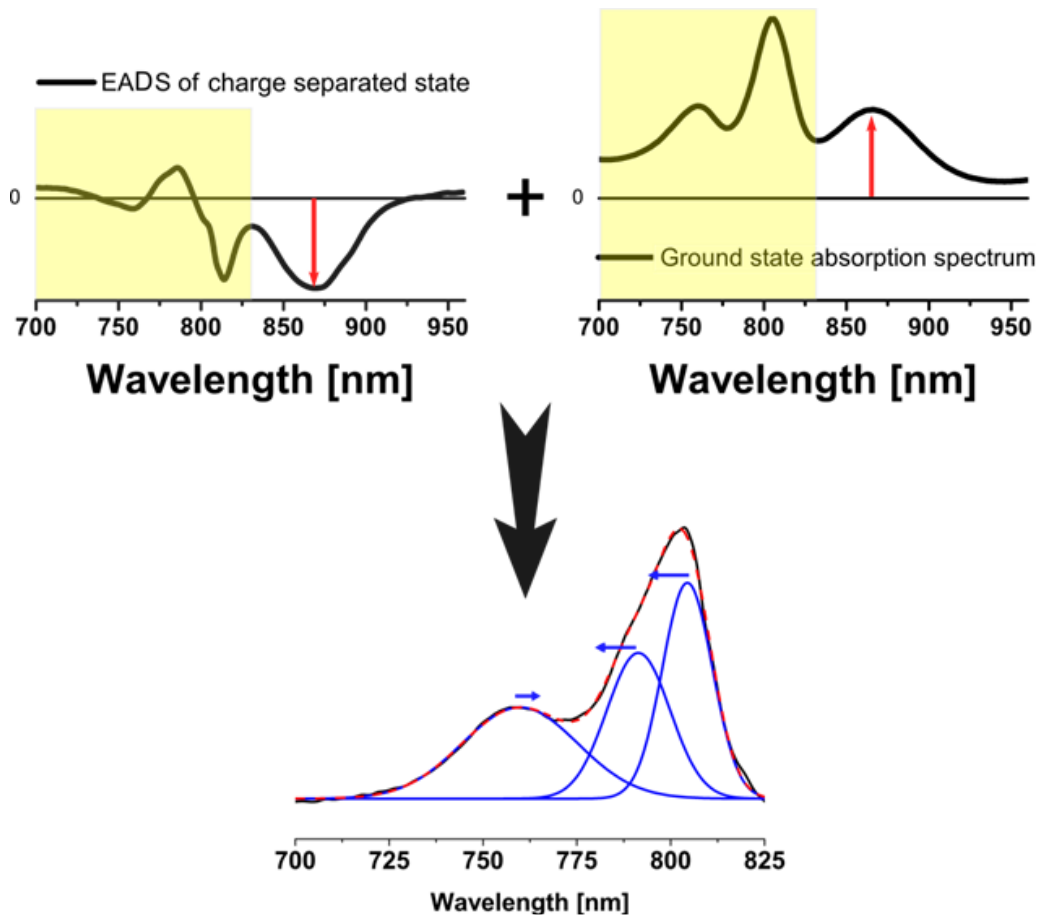 EADS of charge separated state
0
700 750 800 850 900 950
Wavelength [nm]
+
0
Ground state absorption spectrum
700 750 800 850 900 950
Wavelength [nm]
700 725 750 775 800 825
Wavelength [nm]